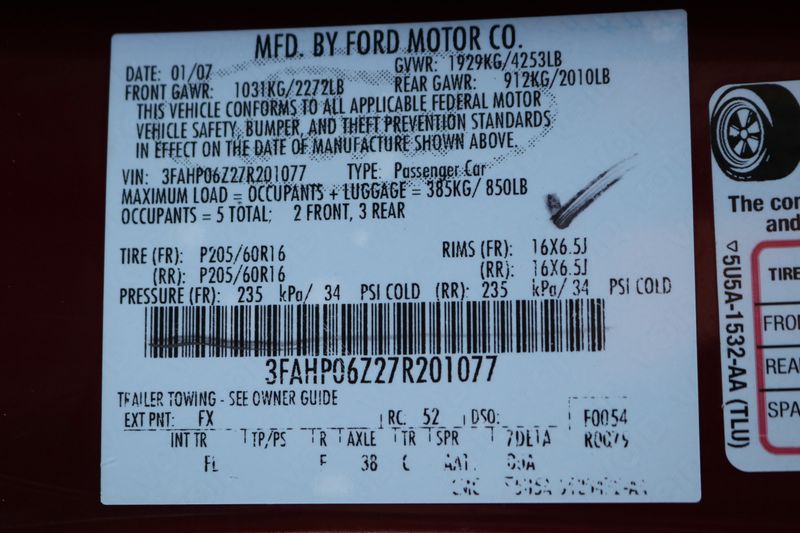 MFD. BY FORD MOTOR CO.
DATE: 01/07
GVWR: 1929KG/4253LB
FRONT GAWR: 1031KG/2272LB
REAR GAWR: 912KG/2010LB
THIS VEHICLE CONFORMS TO ALL APPLICABLE FEDERAL MOTOR
VEHICLE SAFETY, BUMPER, AND THEFT PREVENTION STANDARDS
IN EFFECT ON THE DATE OF MANUFACTURE SHOWN ABOVE.
VIN: 3FAHP06Z27R201077 TYPE: Passenger Car
MAXIMUM LOAD = OCCUPANTS + LUGGAGE = 385KG/ 850LB
OCCUPANTS = 5 TOTAL; 2 FRONT, 3 REAR
TIRE (FR): P205/60R16 RIMS (FR): 16X6.5J
(RR): P205/60R16 (RR): 16X6.5J
PRESSURE (FR): 235 kPa/ 34 PSI COLD (RR): 235 kPa/ 34 PSI COLD
3FAHP06Z27R201077
TRAILER TOWING - SEE OWNER GUIDE
EXT PNT: FX RC: 52 DSO: F0054
INT TR TP/PS R AXLE TR SPR R0079
FL F 38 C
The con
and
TIRE
FRO
REA
SPA
5U5A-1532-AA (TLU)